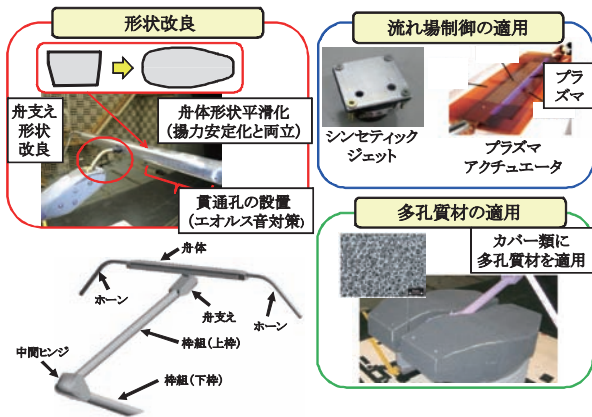 形状改良
舟支え
形状
改良
舟体形状平滑化
(揚力安定化と両立)
貫通孔の設置
(エオルス音対策)
流れ場制御の適用
シンセティック
ジェット
プラ
ズマ
プラズマ
アクチュエータ
多孔質材の適用
カバー類に
多孔質材を適用
舟体
ホーン
舟支え
ホーン
枠組(上枠)
中間ヒンジ
枠組(下枠)